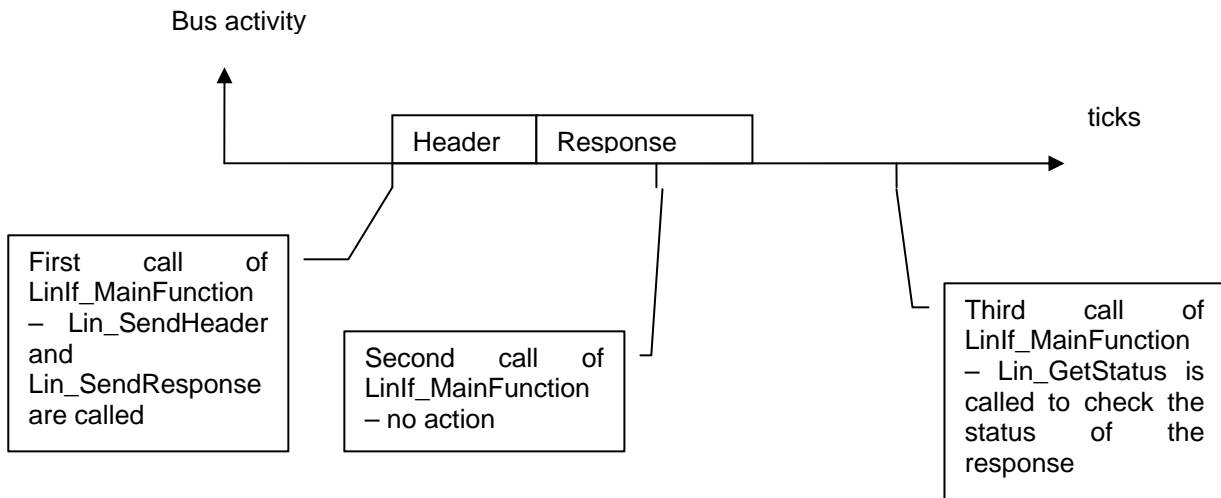 Bus activity
ticks
Header
Response
First call of
LinIf_MainFunction
– Lin_SendHeader
and
Lin_SendResponse
are called
Second call of
LinIf_MainFunction
– no action
Third call of
LinIf_MainFunction
– Lin_GetStatus is
called to check the
status of the
response